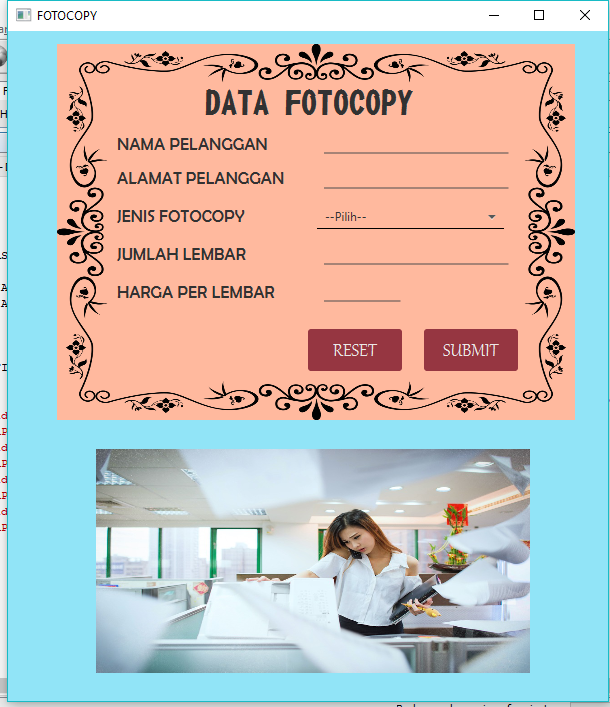 FOTOCOPY
DATA FOTOCOPY
NAMA PELANGGAN
ALAMAT PELANGGAN
JENIS FOTOCOPY --Pilih--
JUMLAH LEMBAR
HARGA PER LEMBAR
RESET SUBMIT